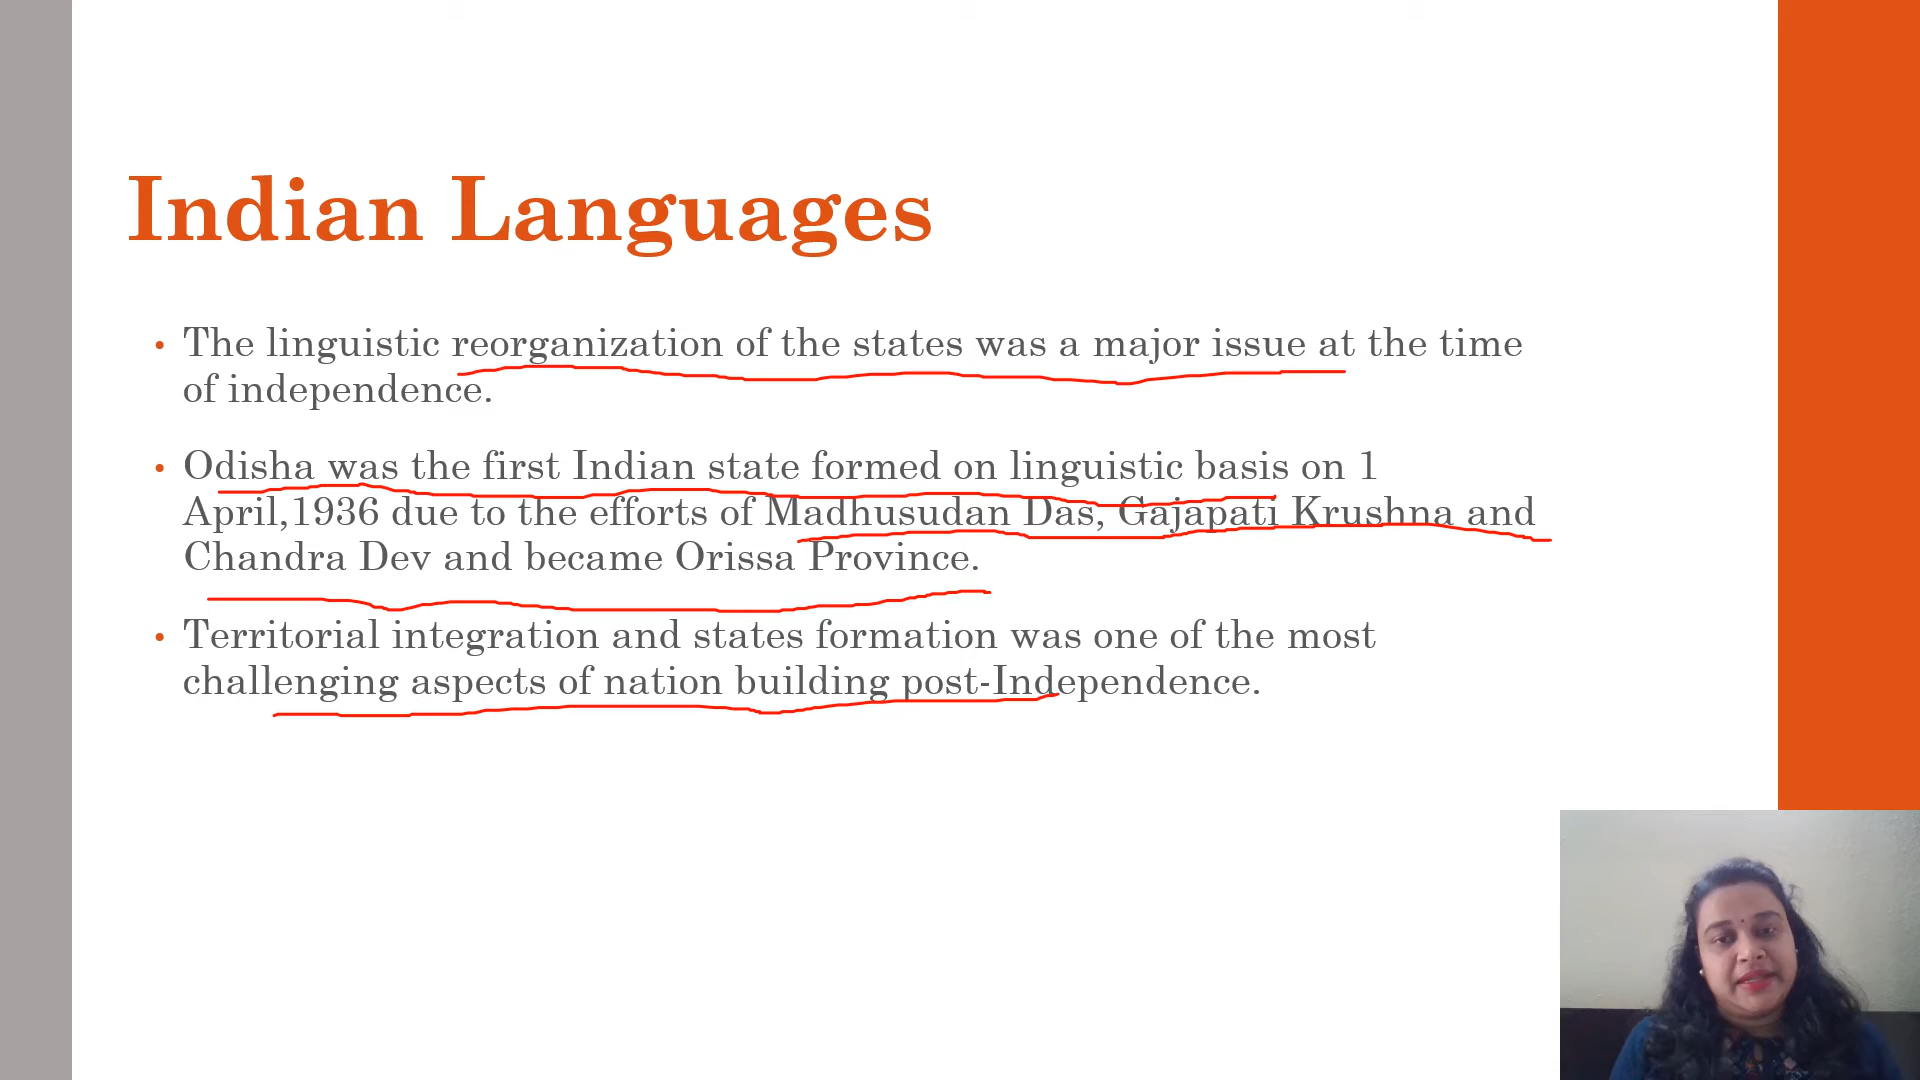 Indian Languages
• The linguistic reorganization of the states was a major issue at the time
of independence.
• Odisha was the first Indian state formed on linguistic basis on 1
April,1936 due to the efforts of Madhusudan Das, Gajapati Krushna and
Chandra Dev and became Orissa Province.
• Territorial integration and states formation was one of the most
challenging aspects of nation building post-Independence.